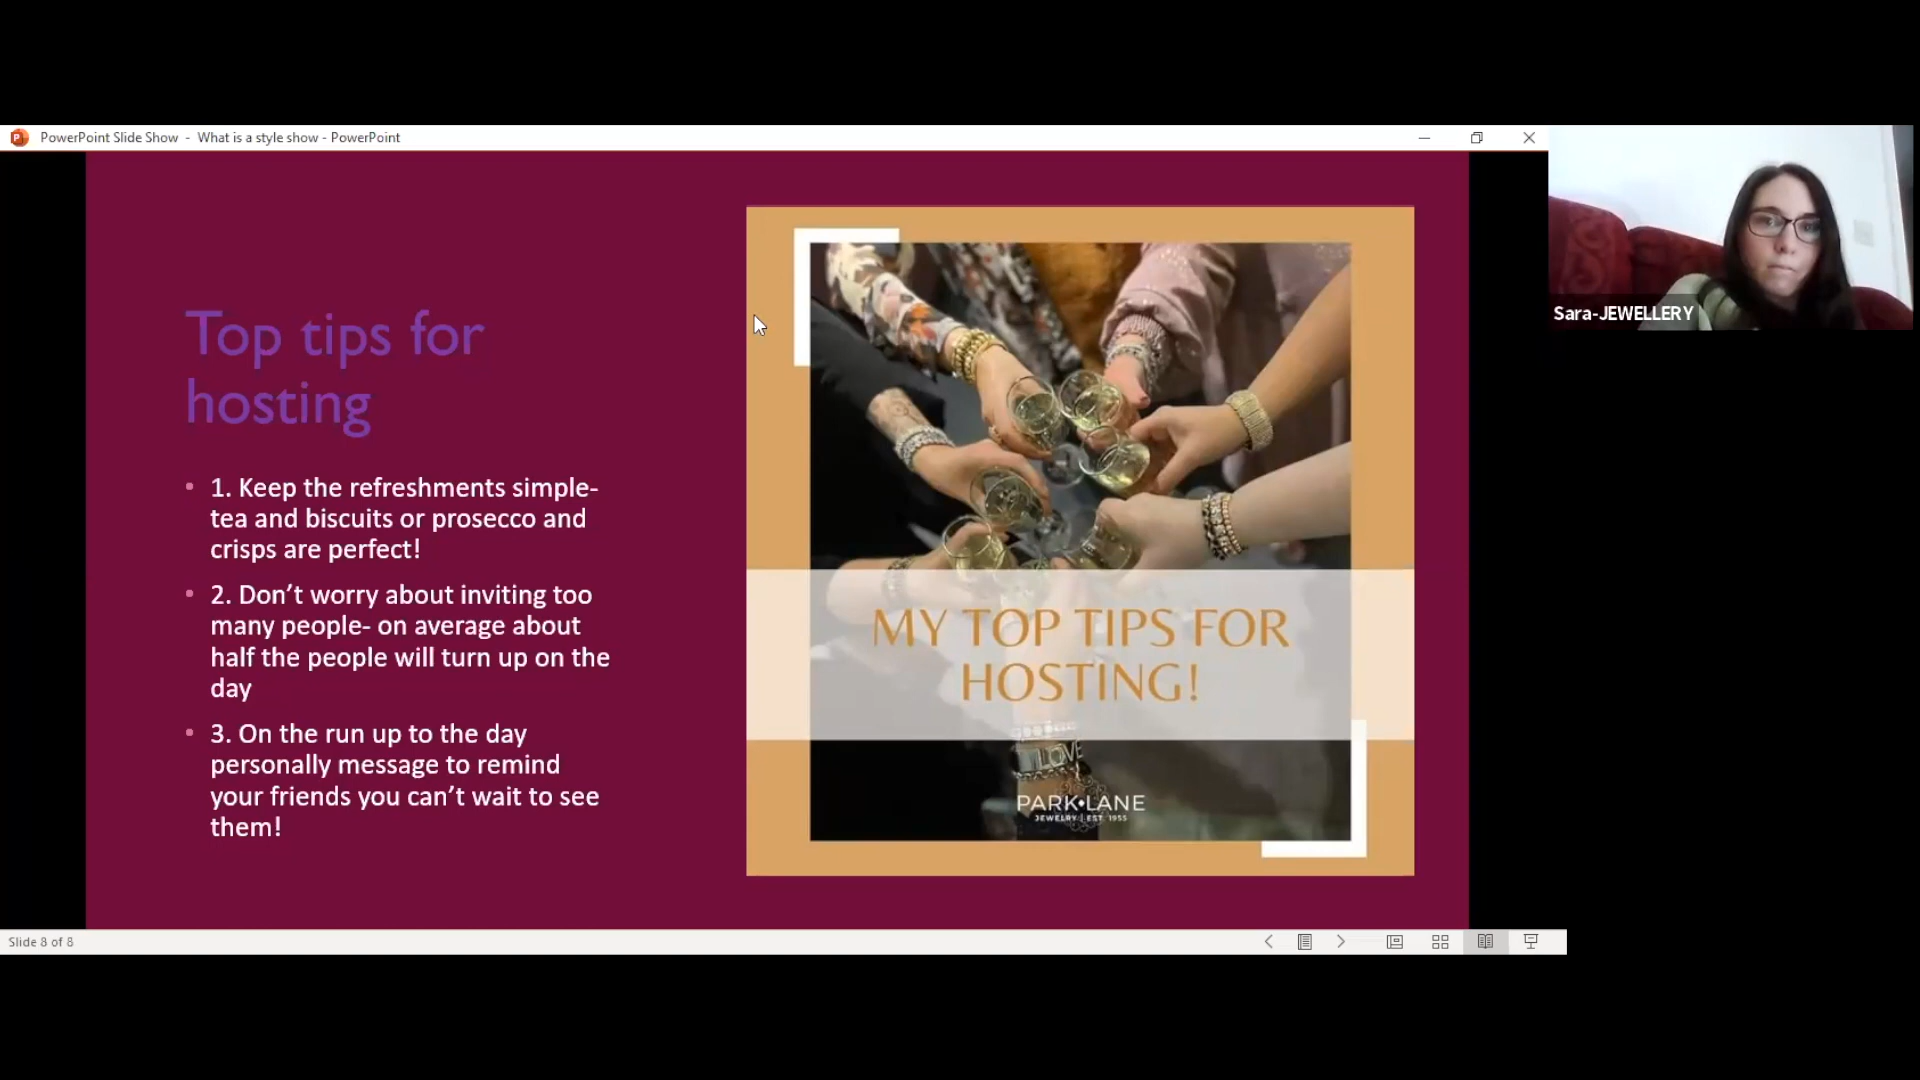 PowerPoint Slide Show - What is a style show - PowerPoint
Top tips for
hosting
• 1. Keep the refreshments simple-
tea and biscuits or prosecco and
crisps are perfect!
• 2. Don’t worry about inviting too
many people- on average about
half the people will turn up on the
day
• 3. On the run up to the day
personally message to remind
your friends you can’t wait to see
them!
MY TOP TIPS FOR
HOSTING!
I LOVE
PARK•LANE
JEWELRY | EST. 1955
Sara-JEWELLERY
Slide 8 of 8